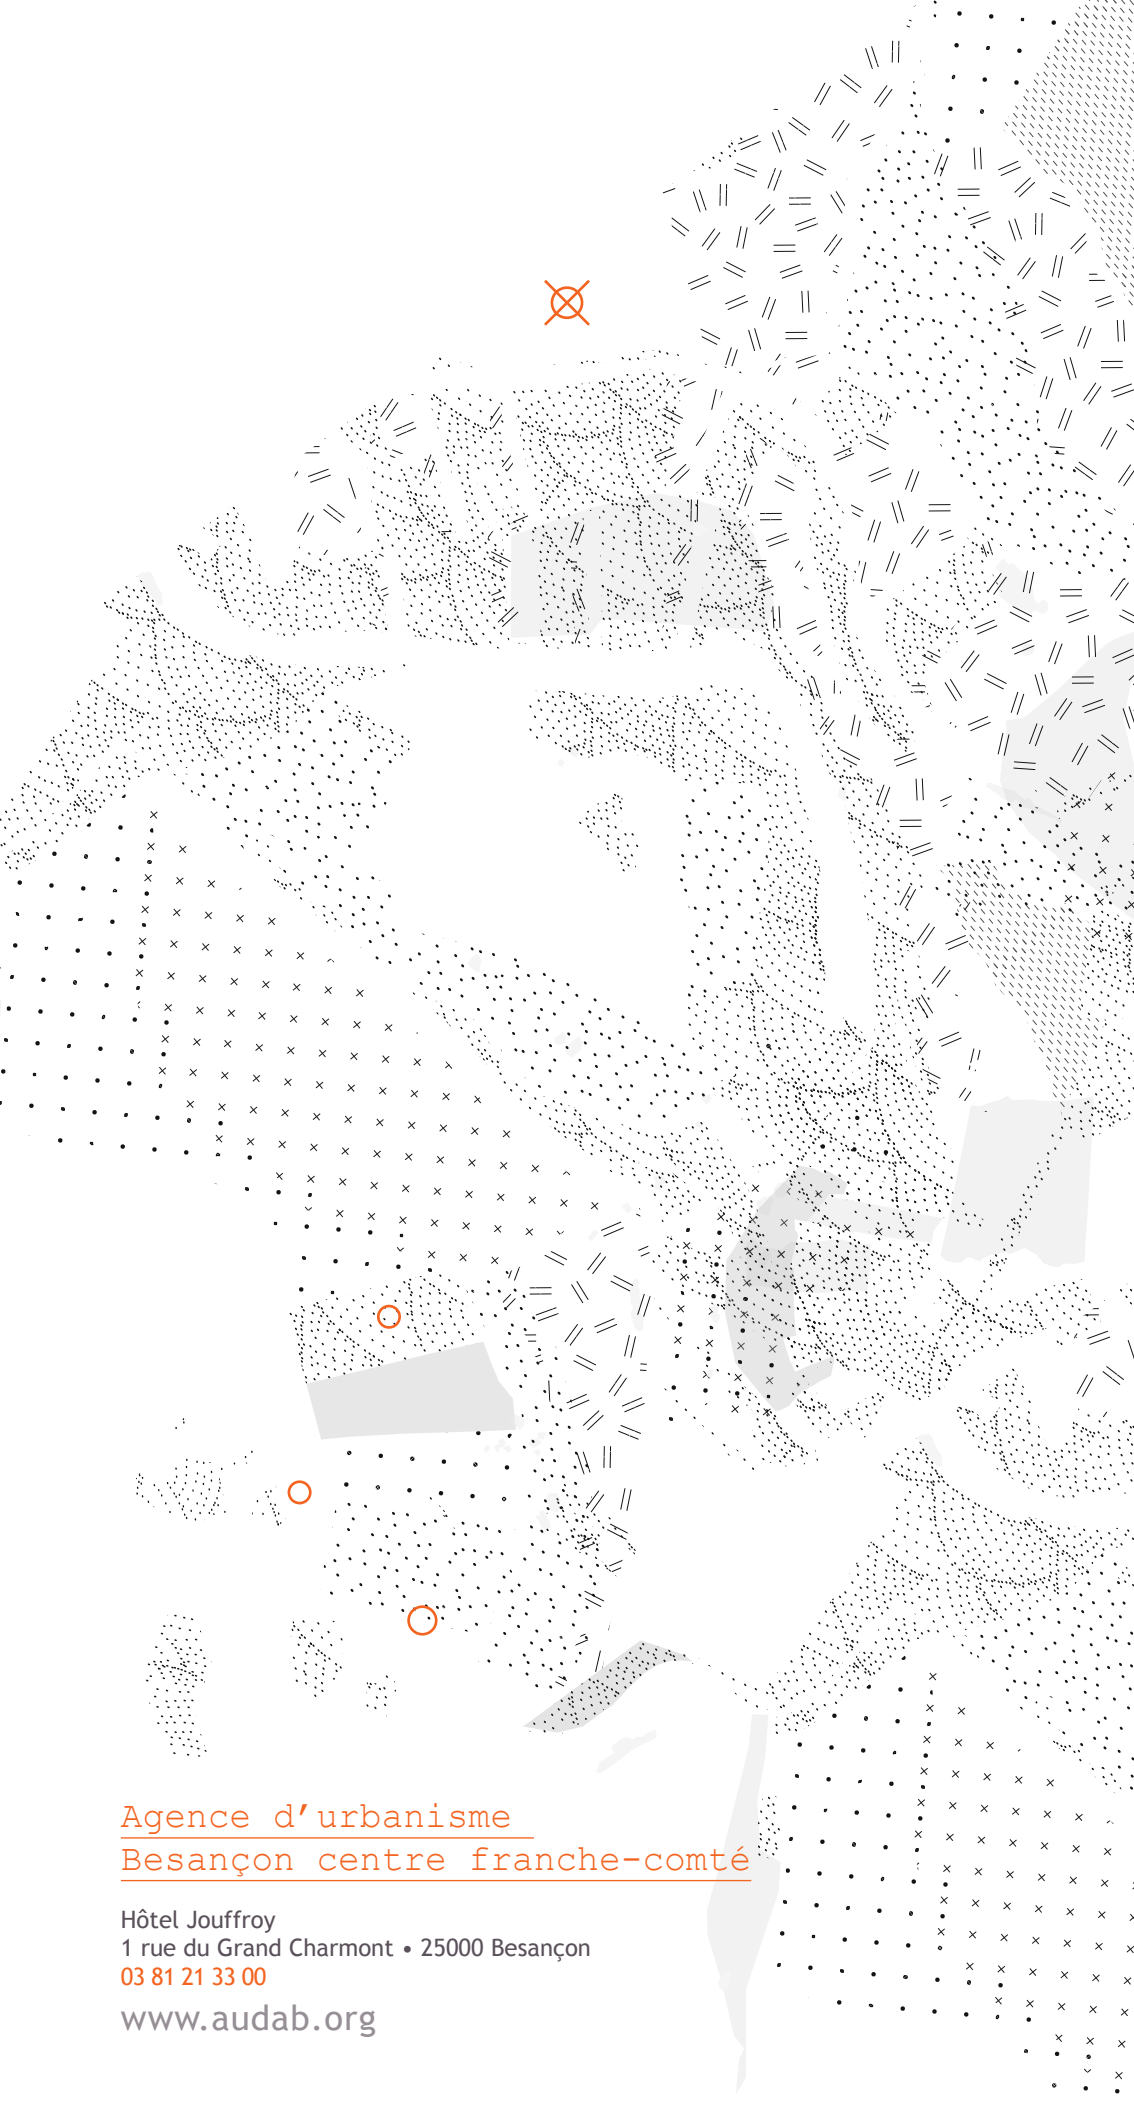 Agence d’urbanisme
Besançon centre franche-comté
Hôtel Jouffroy
1 rue du Grand Charmont • 25000 Besançon
03 81 21 33 00
www.audab.org